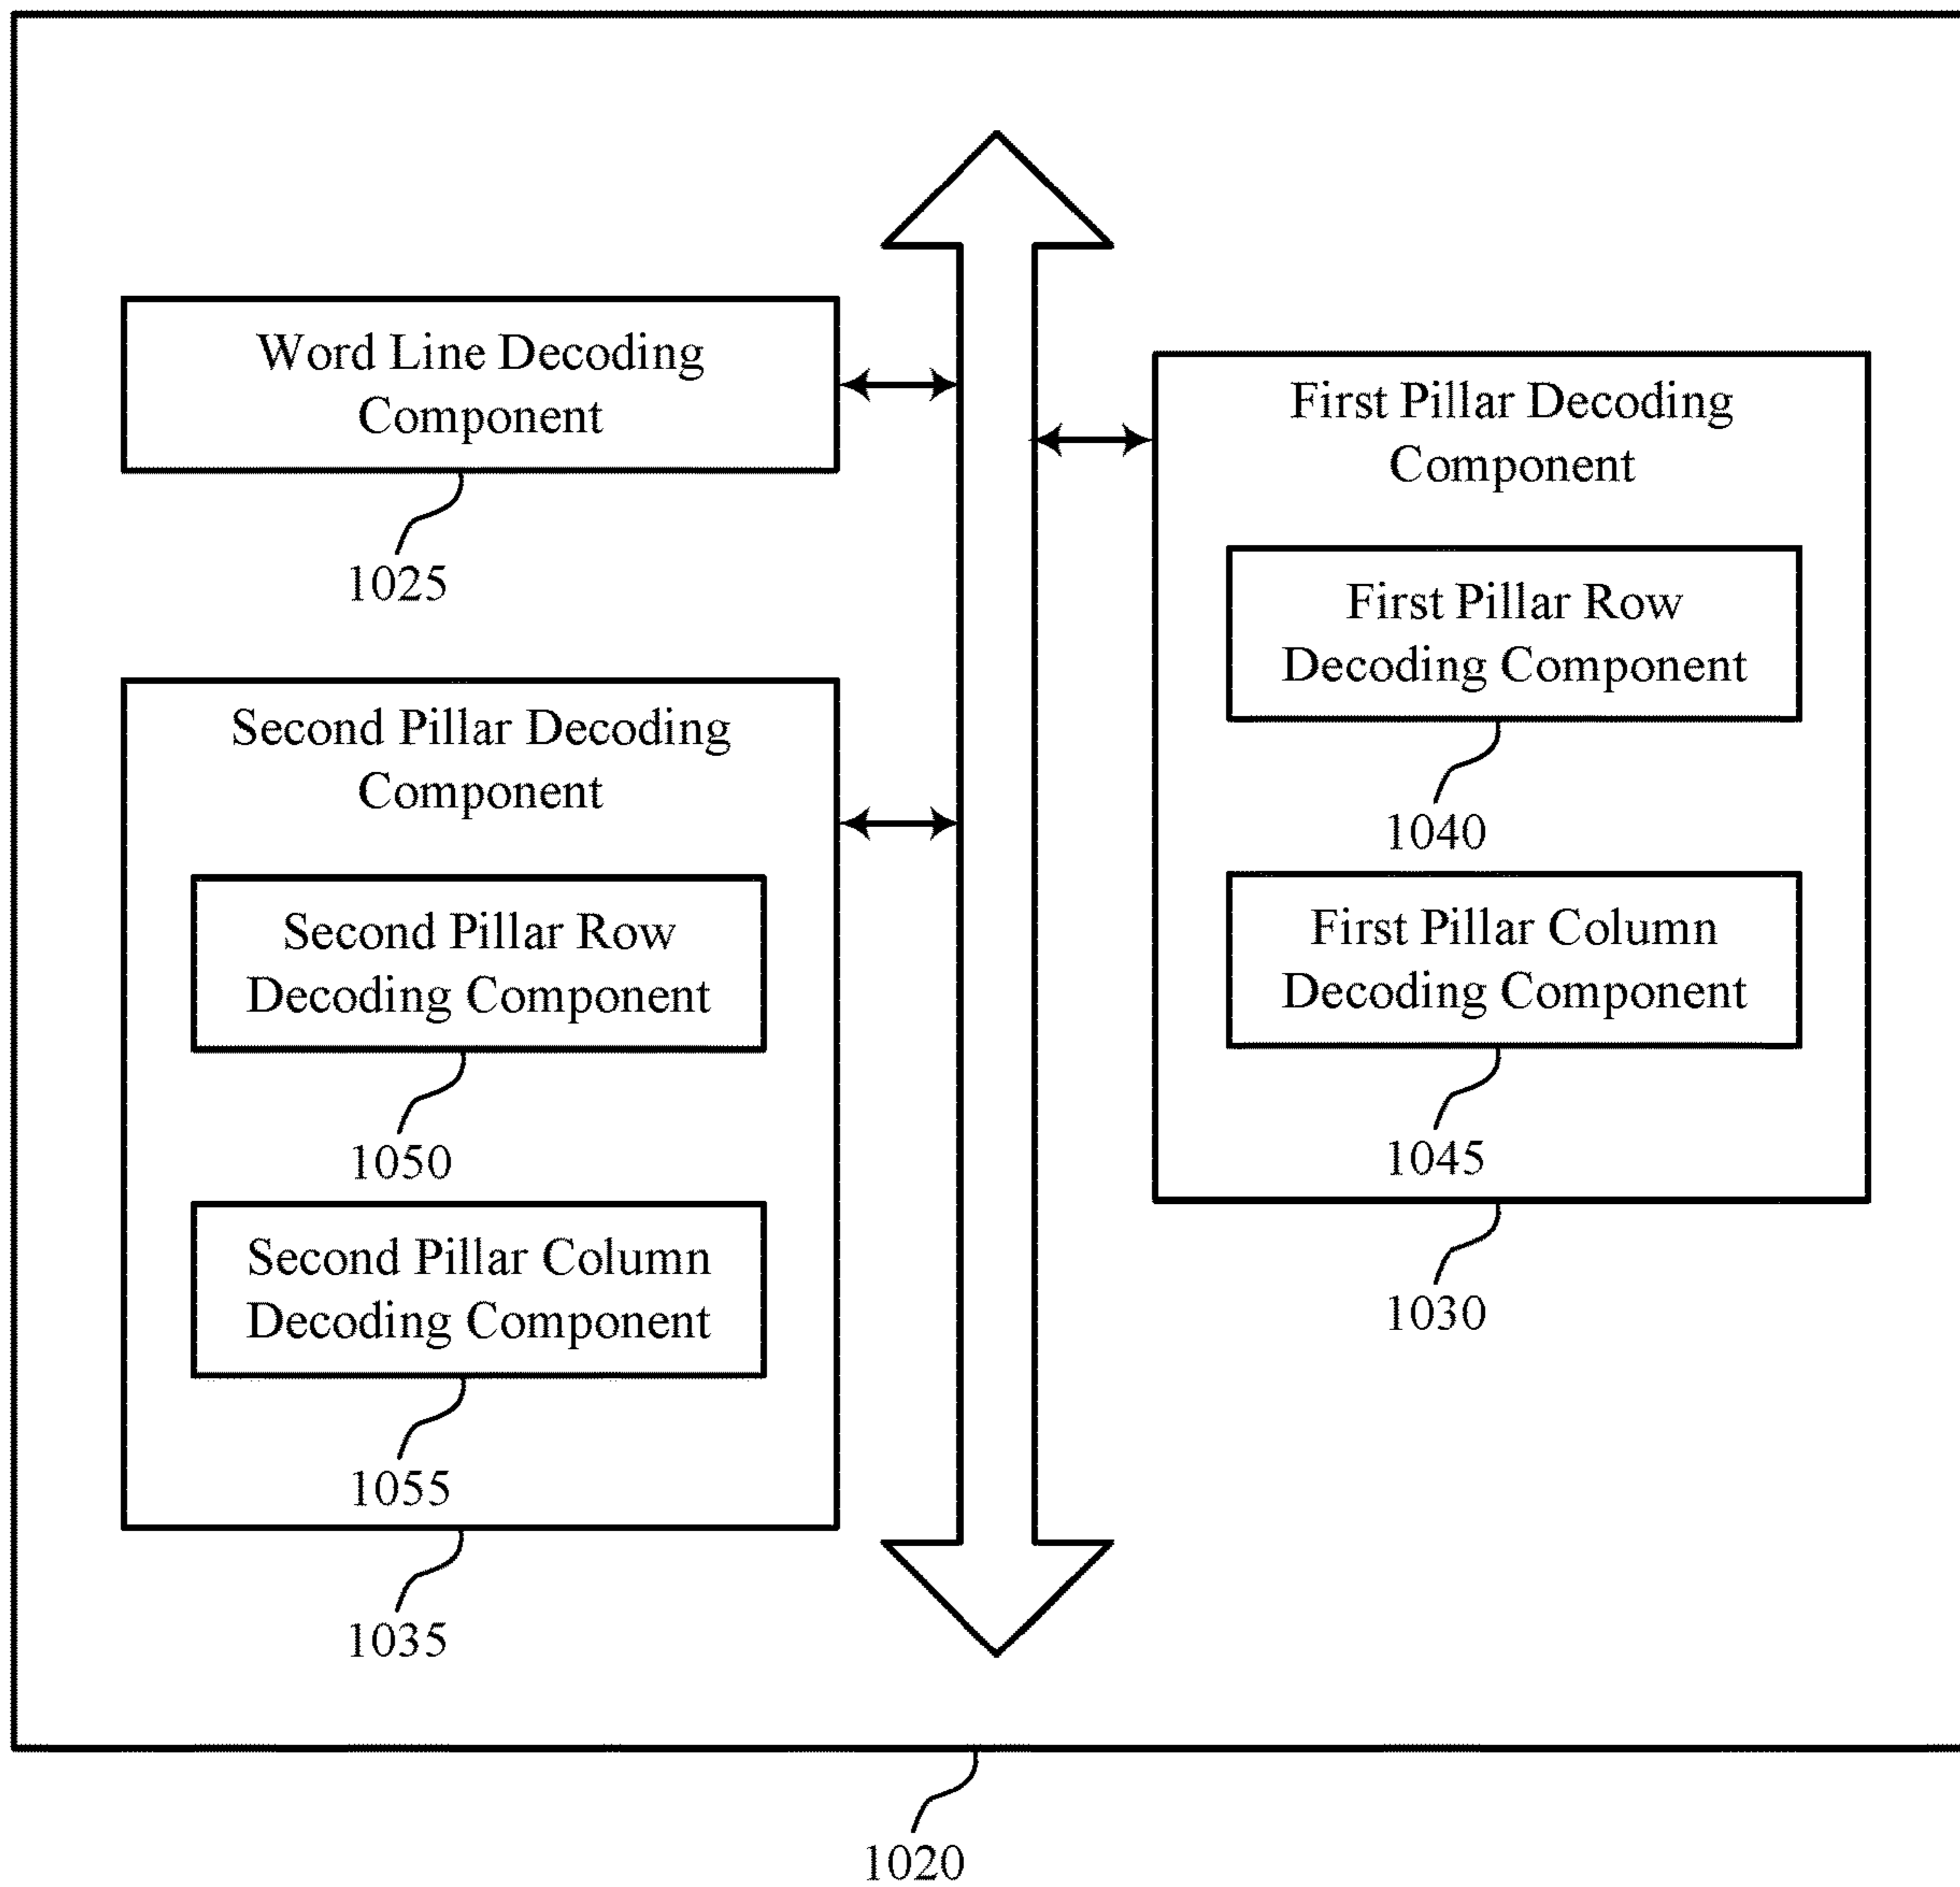 Word Line Decoding
Component
1025
Second Pillar Decoding
Component
Second Pillar Row
Decoding Component
1050
Second Pillar Column
Decoding Component
1055
1035
First Pillar Decoding
Component
First Pillar Row
Decoding Component
1040
First Pillar Column
Decoding Component
1045
1030
1020